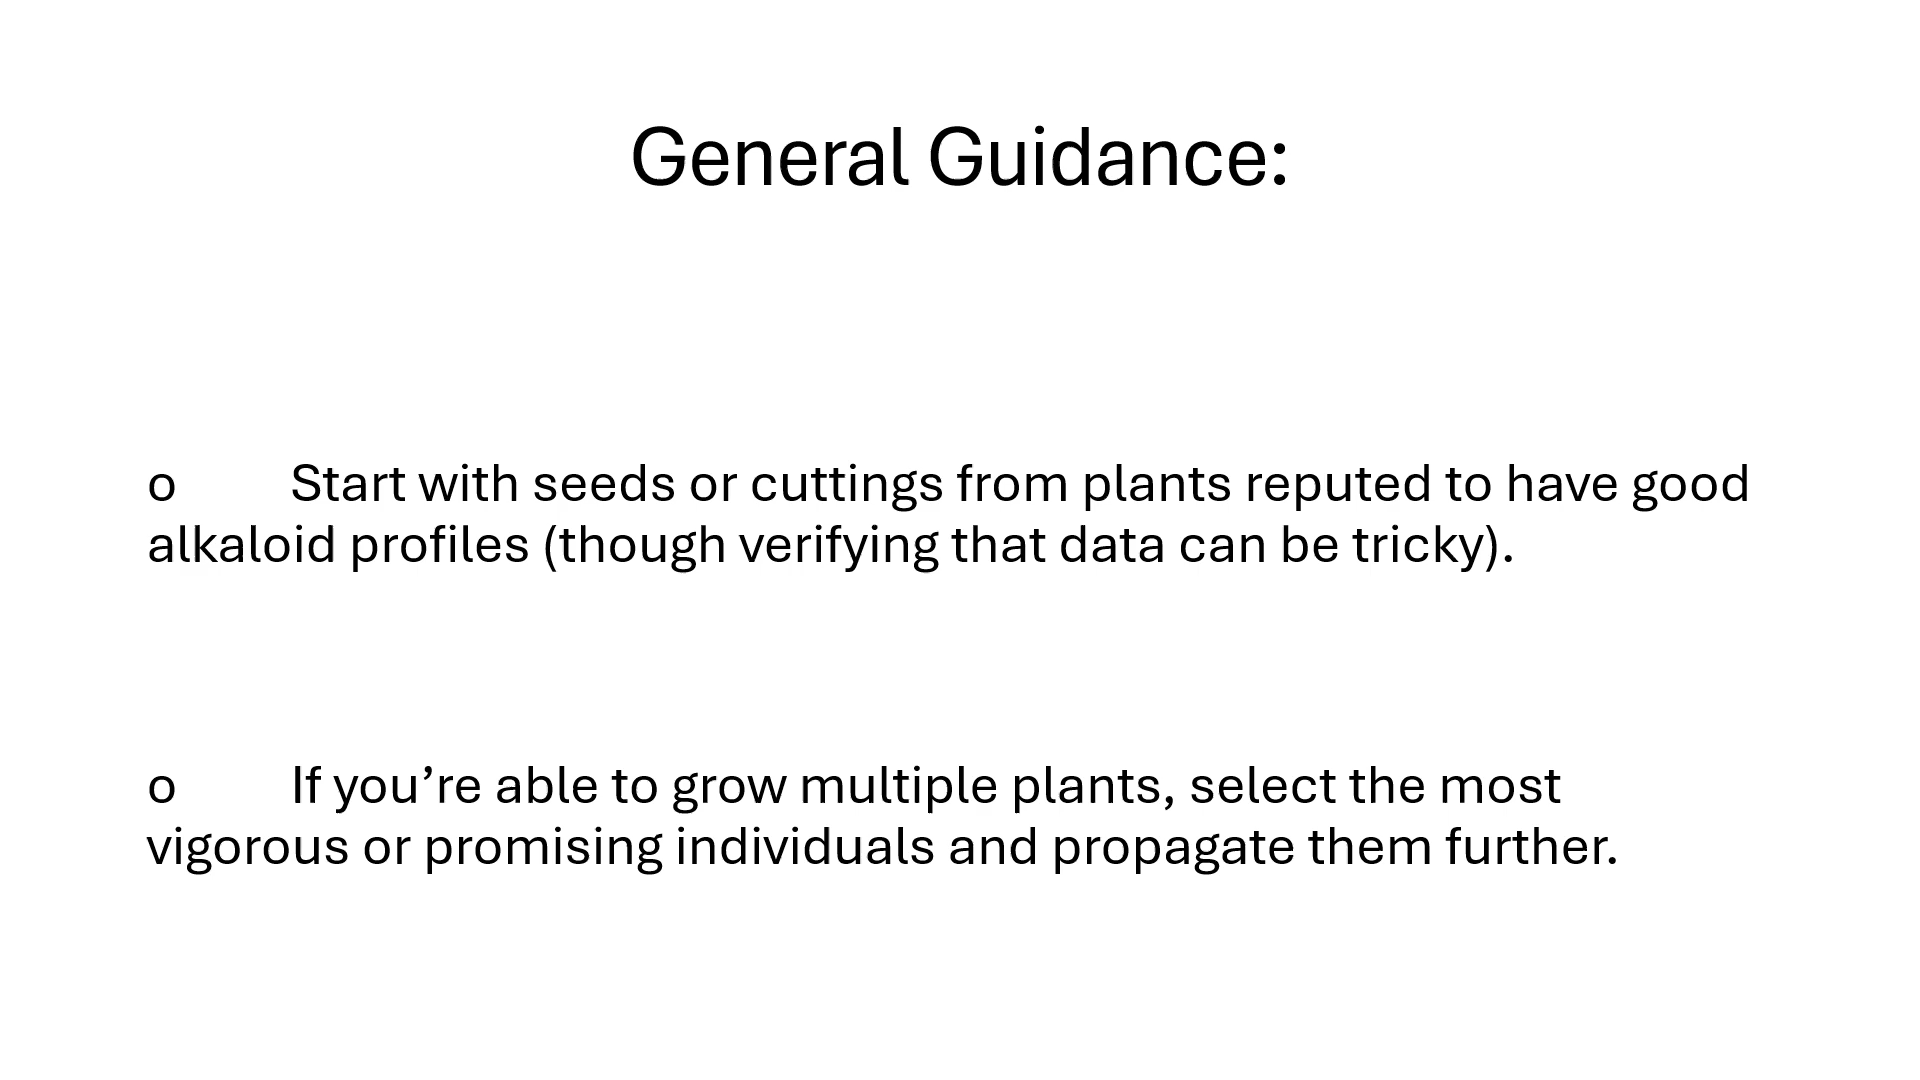 General Guidance:
o Start with seeds or cuttings from plants reputed to have good
alkaloid profiles (though verifying that data can be tricky).
o If you’re able to grow multiple plants, select the most
vigorous or promising individuals and propagate them further.